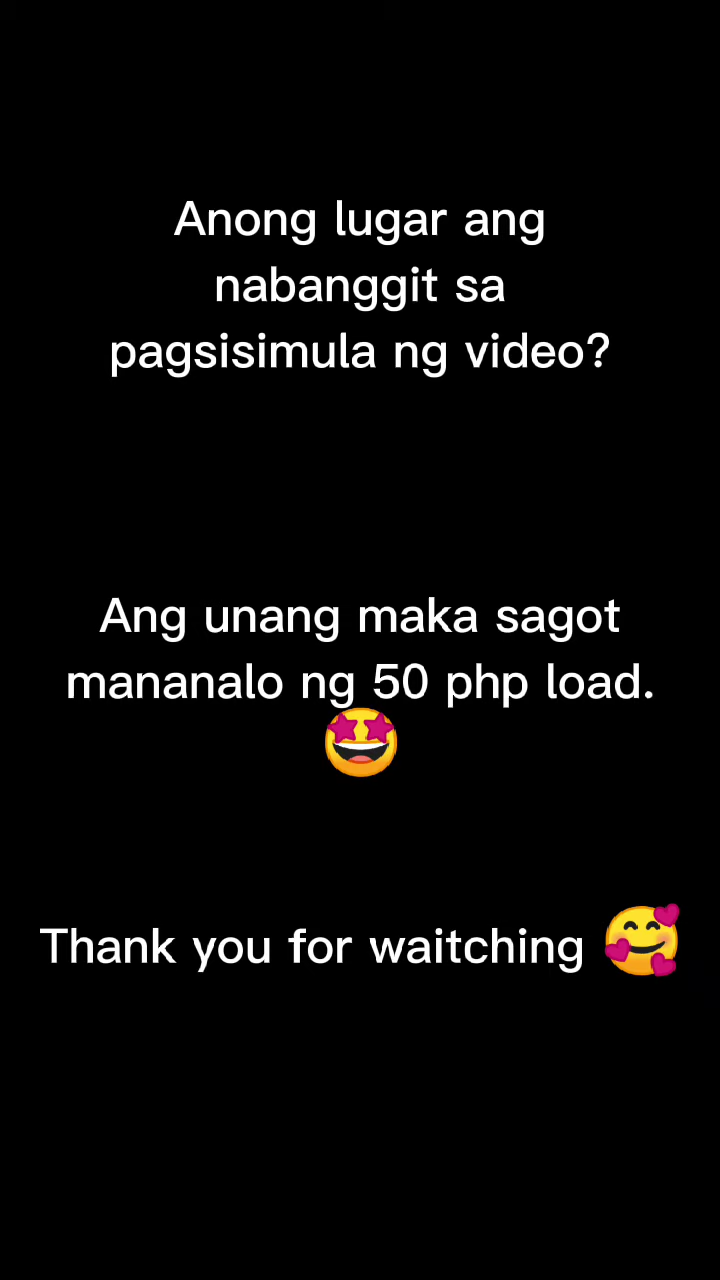 Anong lugar ang
nabanggit sa
pagsisimula ng video?
Ang unang maka sagot
mananalo ng 50 php load.
🤩
Thank you for waitching 🥰